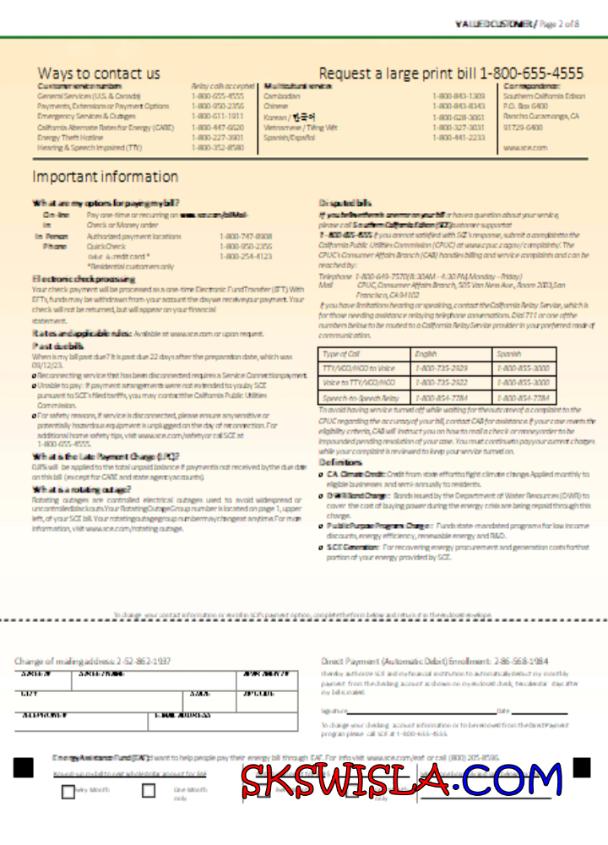 VALUED CUSTOMER / Page 2 of 8
Ways to contact us
Request a large print bill 1-800-655-4555
Customer service numbers Relay calls accepted
General Services (U.S. & Canada) 1-800-655-4555
Payments, Extensions or Payment Options 1-800-950-2356
Emergency Services & Outages 1-800-611-1911
California Alternate Rates for Energy (CARE) 1-800-447-6620
Energy Theft Hotline 1-800-227-3901
Hearing & Speech Impaired (TTY) 1-800-352-8580
Multicultural services
Cambodian 1-800-843-1309
Chinese 1-800-843-8343
Korean / 한국어 1-800-628-3061
Vietnamese / Tiếng Việt 1-800-327-3031
Spanish/Español 1-800-441-2233
Correspondence:
Southern California Edison
P.O. Box 6400
Rancho Cucamonga, CA
91729-6400
www.sce.com
Important information
What are my options for paying my bill?
On-line Pay one-time or recurring on www.sce.com/bill
In Check or Money order
In Person Authorized payment locations 1-800-747-8908
Phone QuickCheck 1-800-950-2356
& credit card * 1-800-254-4123
*Residential customers only
Electronic check processing
Your check payment will be processed as a one-time Electronic Fund Transfer (EFT). With
EFTs, funds may be withdrawn from your account the day we receive your payment. Your
check will not be returned, but will appear on your financial
statement.
Rates and applicable rules: Available at www.sce.com or upon request.
Past due bills
When is my bill past due? It is past due 22 days after the preparation date, which was
09/12/23.
Reconnecting service that has been disconnected requires a Service Connection payment.
Unable to pay: If payment arrangements were not extended to you by SCE
pursuant to SCE's filed tariffs, you may contact the California Public Utilities
Commission.
For safety reasons, if service is disconnected, please ensure any sensitive or
potentially hazardous equipment is unplugged on the day of reconnection. For
additional home safety tips, visit www.sce.com/safety or call SCE at
1-800-655-4555.
What is the Late Payment Charge (LPC)?
0.8% will be applied to the total unpaid balance if payment is not received by the due date
on this bill (except for CARE and state agency accounts).
What is a rotating outage?
Rotating outages are controlled electrical outages used to avoid widespread or
uncontrolled blackouts. Your Rotating Outage Group number is located on page 1, upper
left, of your SCE bill. Your rotating outage group number may change at anytime. For more
information, visit www.sce.com/rotating outage.
Disputed bills
If you believe there is an error on your bill or have a question about your service,
please call Southern California Edison (SCE) customer support at
1-800-655-4555. If you are not satisfied with SCE's response, submit a complaint to the
California Public Utilities Commission (CPUC) at www.cpuc.ca.gov/complaints/. The
CPUC's Consumer Affairs Branch (CAB) handles billing and service complaints and can be
reached by:
Telephone 1-800-649-7570 (8:30AM - 4:30 PM, Monday - Friday)
Mail CPUC, Consumer Affairs Branch, 505 Van Ness Ave., Room 2003, San
Francisco, CA 94102
If you have limitations hearing or speaking, contact the California Relay Service, which is
for those needing assistance relaying telephone conversations. Dial 711 or one of the
numbers below to be routed to a California Relay Service provider in your preferred mode of
communication.
Type of Call English Spanish
TTY/VCO/HCO to Voice 1-800-735-2929 1-800-855-3000
Voice to TTY/VCO/HCO 1-800-735-2922 1-800-855-3000
Speech-to-Speech Relay 1-800-854-7784 1-800-854-7784
To avoid having service turned off while waiting for the outcome of a complaint to the
CPUC regarding the accuracy of your bill, contact CAB for assistance. If your case meets the
eligibility criteria, CAB will instruct you on how to mail a check or money order to be
impounded pending resolution of your case. You must continue to pay your current charges
while your complaint is reviewed to keep your service turned on.
Definitions
CA Climate Credit: Credit from state effort to fight climate change. Applied monthly to
eligible businesses and semi-annually to residents.
DWR Bond Charge: Bonds issued by the Department of Water Resources (DWR) to
cover the cost of buying power during the energy crisis are being repaid through this
charge.
Public Purpose Programs Charge: Funds state-mandated programs for low income
discounts, energy efficiency, renewable energy and R&D.
SCE Generation: For recovering energy procurement and generation costs for that
portion of your energy provided by SCE.
To change your contact information or enroll in SCE's payment option, complete the form below and return it in the enclosed envelope.
Change of mailing address: 2-52-862-1937
STREET # STREET NAME APARTMENT #
CITY STATE ZIP CODE
TELEPHONE # E-MAIL ADDRESS
Direct Payment (Automatic Debit) Enrollment: 2-86-568-1984
I hereby authorize SCE and my financial institution to automatically deduct my monthly
payment from the checking account as shown on my enclosed check, ten calendar days after
my bill is mailed.
Signature Date
To change your checking account information or to be removed from the Direct Payment
program please call SCE at 1-800-655-4555.
Energy Assistance Fund (EAF): I want to help people pay their energy bill through EAF. For info visit www.sce.com/eaf or call (800) 205-8596.
Every Month
One Month
only
SKSWISLA.COM